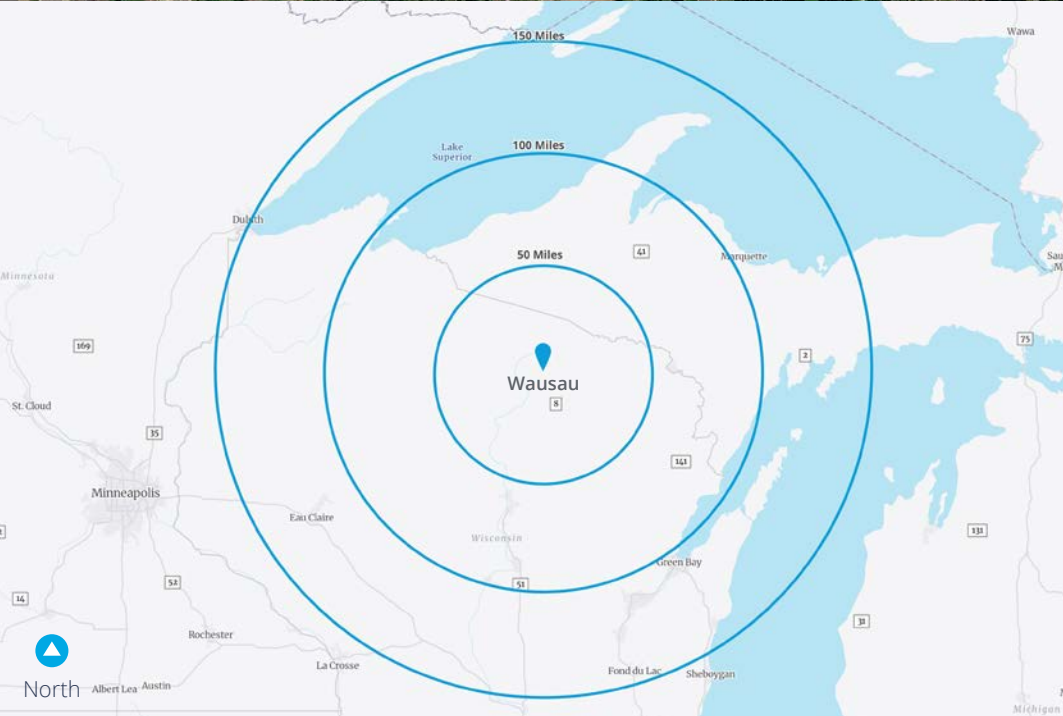 150 Miles
Wawa
Lake
Superior
100 Miles
Duluth
50 Miles
41
Marquette
Sau
M
Minnesota
169
75
2
Wausau
8
St. Cloud
35
141
Minneapolis
Eau Claire
131
Wisconsin
Green Bay
52
51
14
31
Rochester
La Crosse
Fond du Lac
Sheboygan
North
Albert Lea
Austin
Michigan